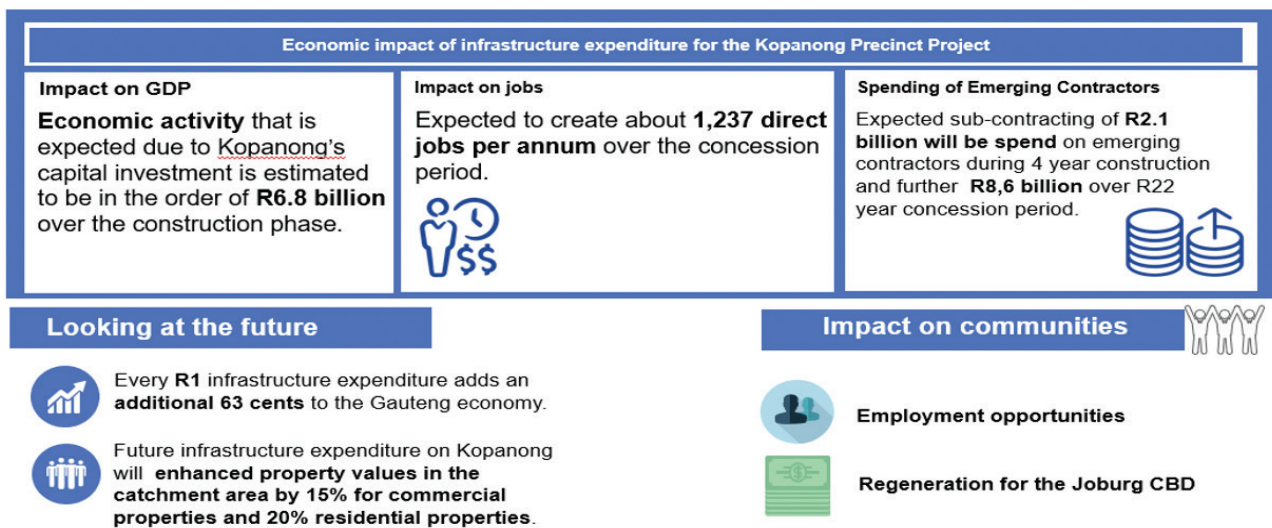 Economic impact of infrastructure expenditure for the Kopanong Precinct Project
Impact on GDP
Economic activity that is
expected due to Kopanong's
capital investment is estimated
to be in the order of R6.8 billion
over the construction phase.
Impact on jobs
Expected to create about 1,237 direct
jobs per annum over the concession
period.
$$
Spending of Emerging Contractors
Expected sub-contracting of R2.1
billion will be spend on emerging
contractors during 4 year construction
and further R8,6 billion over R22
year concession period.
Looking at the future
Every R1 infrastructure expenditure adds an
additional 63 cents to the Gauteng economy.
Future infrastructure expenditure on Kopanong
will enhanced property values in the
catchment area by 15% for commercial
properties and 20% residential properties.
Impact on communities
Employment opportunities
$
Regeneration for the Joburg CBD